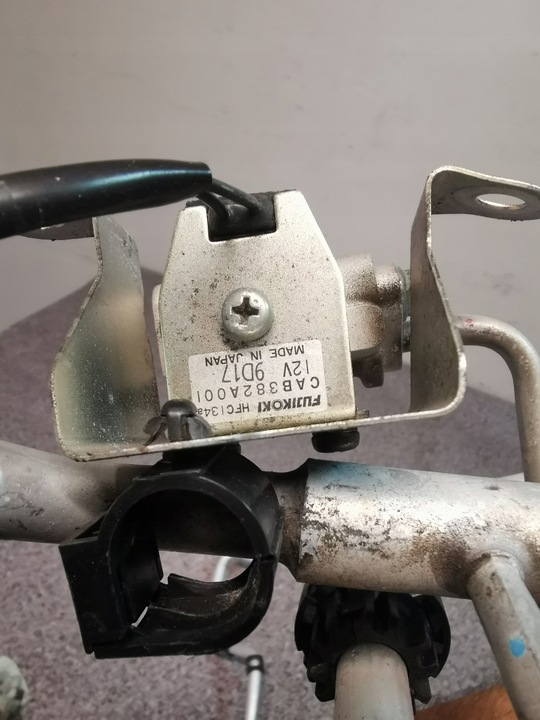 FUJIKOKI HFC134a
CAB382A001
12V 9D17
MADE IN JAPAN